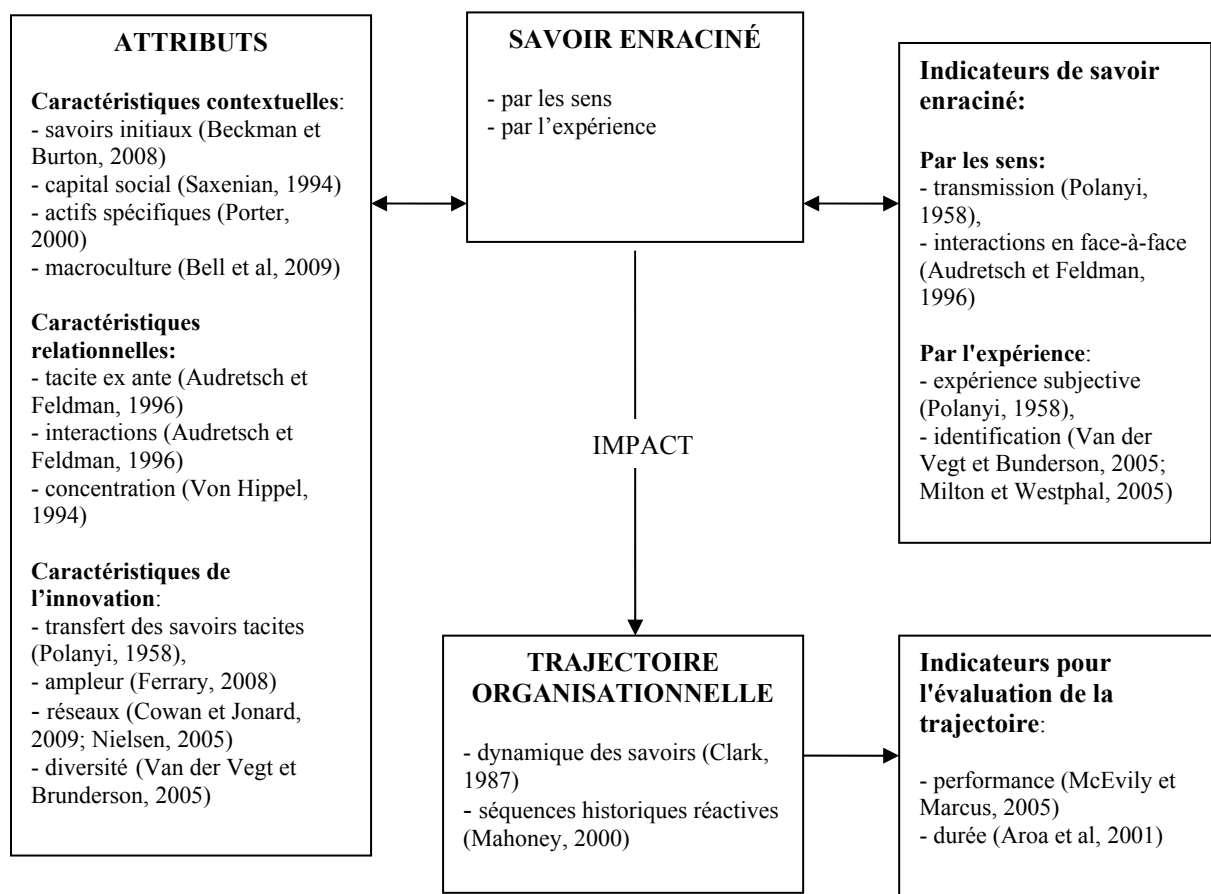 ATTRIBUTS
Caractéristiques contextuelles:
- savoirs initiaux (Beckman et
Burton, 2008)
- capital social (Saxenian, 1994)
- actifs spécifiques (Porter,
2000)
- macroculture (Bell et al, 2009)
Caractéristiques
relationnelles:
- tacite ex ante (Audretsch et
Feldman, 1996)
- interactions (Audretsch et
Feldman, 1996)
- concentration (Von Hippel,
1994)
Caractéristiques de
l’innovation:
- transfert des savoirs tacites
(Polanyi, 1958),
- ampleur (Ferrary, 2008)
- réseaux (Cowan et Jonard,
2009; Nielsen, 2005)
- diversité (Van der Vegt et
Brunderson, 2005)
SAVOIR ENRACINÉ
- par les sens
- par l’expérience
Indicateurs de savoir
enraciné:
Par les sens:
- transmission (Polanyi,
1958),
- interactions en face-à-face
(Audretsch et Feldman,
1996)
Par l'expérience:
- expérience subjective
(Polanyi, 1958),
- identification (Van der
Vegt et Bunderson, 2005;
Milton et Westphal, 2005)
IMPACT
TRAJECTOIRE
ORGANISATIONNELLE
- dynamique des savoirs (Clark,
1987)
- séquences historiques réactives
(Mahoney, 2000)
Indicateurs pour
l'évaluation de la
trajectoire:
- performance (McEvily et
Marcus, 2005)
- durée (Aroa et al, 2001)